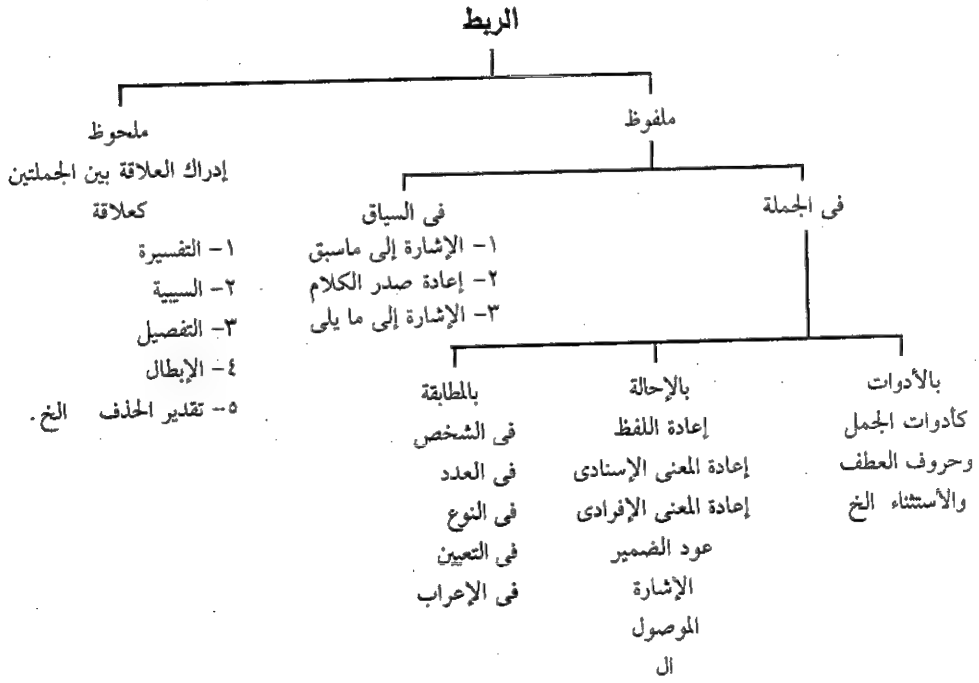 الربط
ملفوظ
ملحوظ
إدراك العلاقة بين الجملتين
كعلاقة
١- التفسيرة
٢- السببية
٣- التفصيل
٤- الإبطال
٥- تقدير الحذف الخ.
فى الجملة
فى السياق
١- الإشارة إلى ماسبق
٢- إعادة صدر الكلام
٣- الإشارة إلى ما يلى
بالأدوات
كأدوات الجمل
وحروف العطف
والأستثناء الخ
بالإحالة
إعادة اللفظ
إعادة المعنى الإسنادى
إعادة المعنى الإفرادى
عود الضمير
الإشارة
الموصول
ال
بالمطابقة
فى الشخص
فى العدد
فى النوع
فى التعيين
فى الإعراب